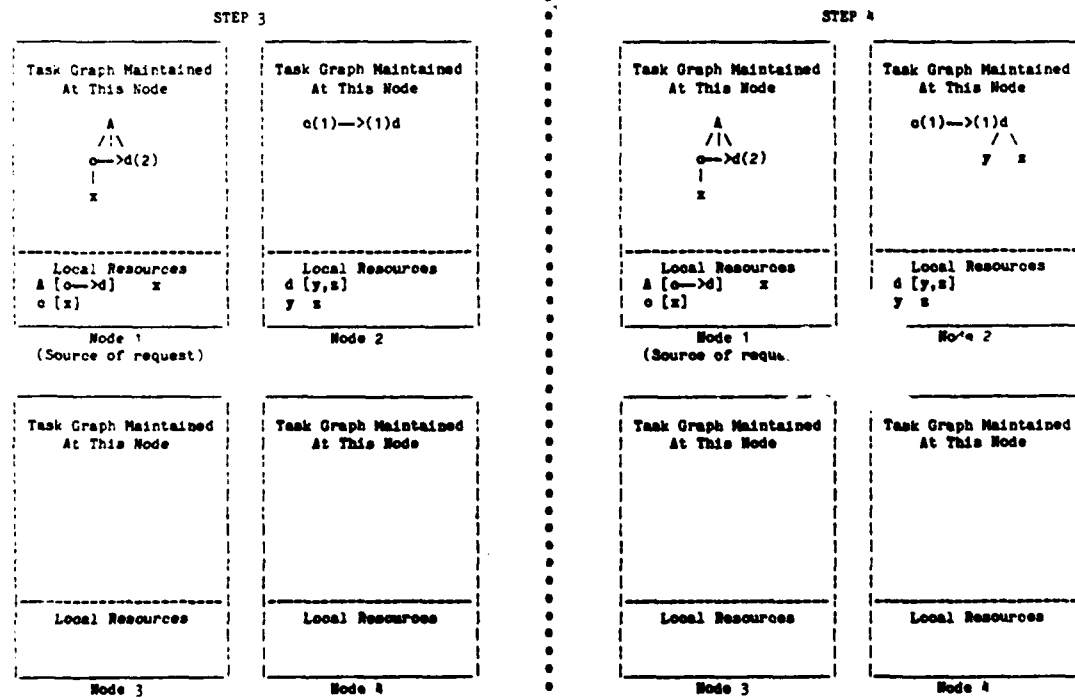 STEP 3
Task Graph Maintained
At This Node
A
/ | \
c—>d(2)
|
x
Local Resources
A [c—>d] x
c [x]
Node 1
(Source of request)
Task Graph Maintained
At This Node
c(1)—>(1)d
Local Resources
d [y,z]
y z
Node 2
Task Graph Maintained
At This Node
Local Resources
Node 3
Task Graph Maintained
At This Node
Local Resources
Node 4
STEP 4
Task Graph Maintained
At This Node
A
/ | \
c—>d(2)
|
x
Local Resources
A [c—>d] x
c [x]
Node 1
(Source of
Task Graph Maintained
At This Node
c(1)—>(1)d
/ \
y z
Local Resources
d [y,z]
y z
Node 2
Task Graph Maintained
At This Node
Local Resources
Node 3
Task Graph Maintained
At This Node
Local Resources
Node 4